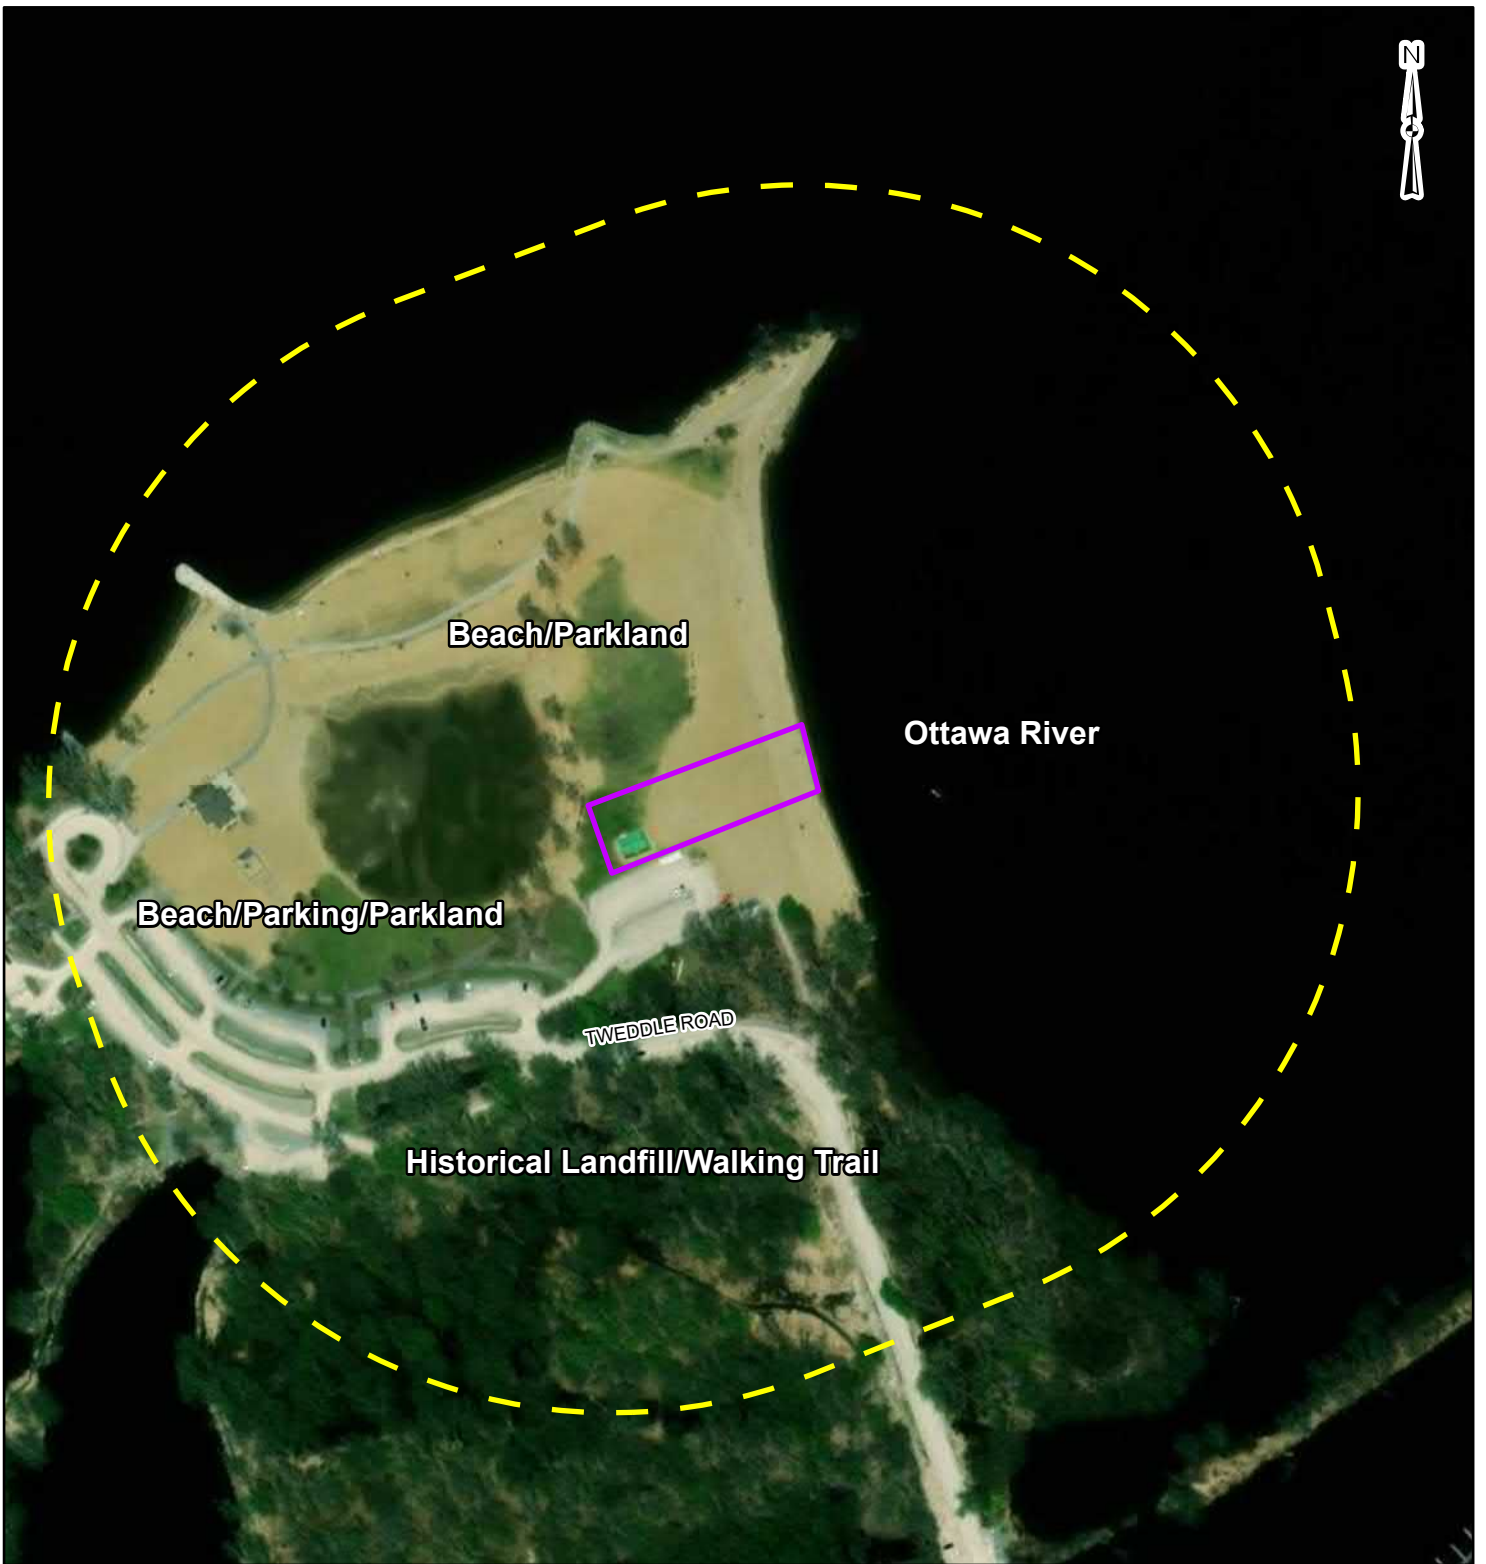 N
Beach/Parkland
Ottawa River
Beach/Parking/Parkland
TWEDDLE ROAD
Historical Landfill/Walking Trail